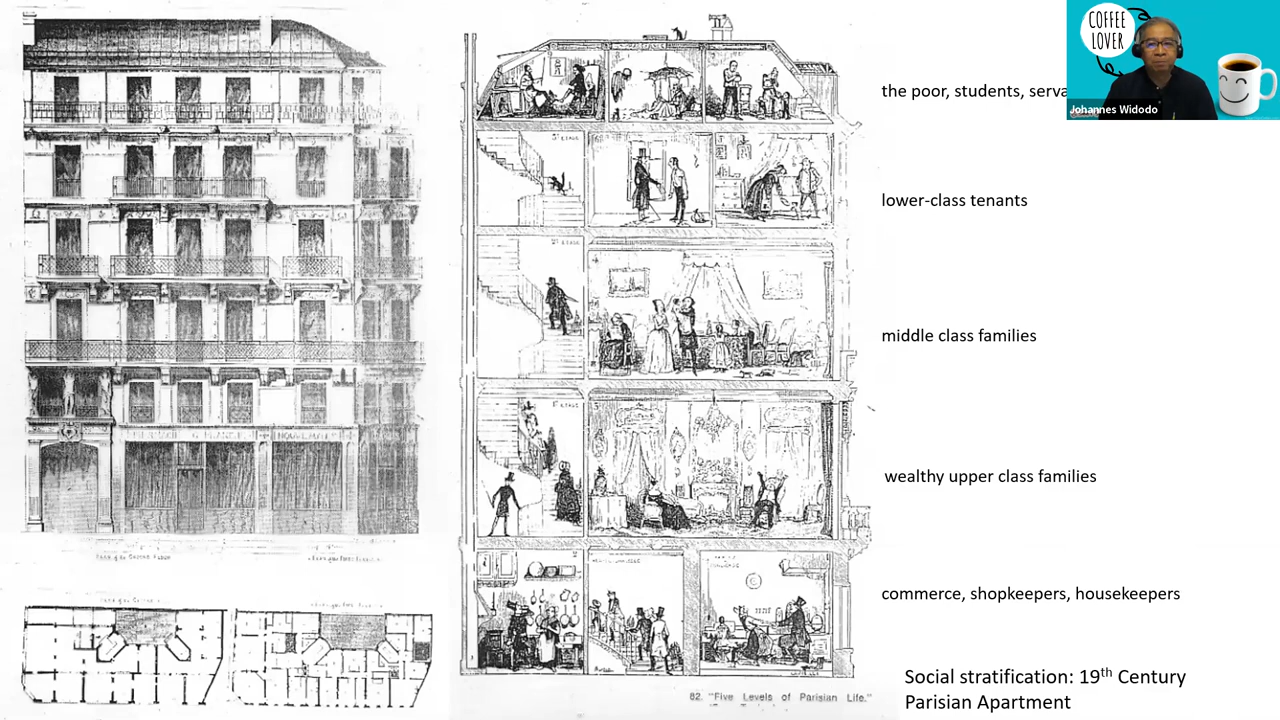 COFFEE
LOVER
Johannes Widodo
the poor, students, serva
lower-class tenants
middle class families
wealthy upper class families
commerce, shopkeepers, housekeepers
82. "Five Levels of Parisian Life."
Social stratification: 19th Century
Parisian Apartment